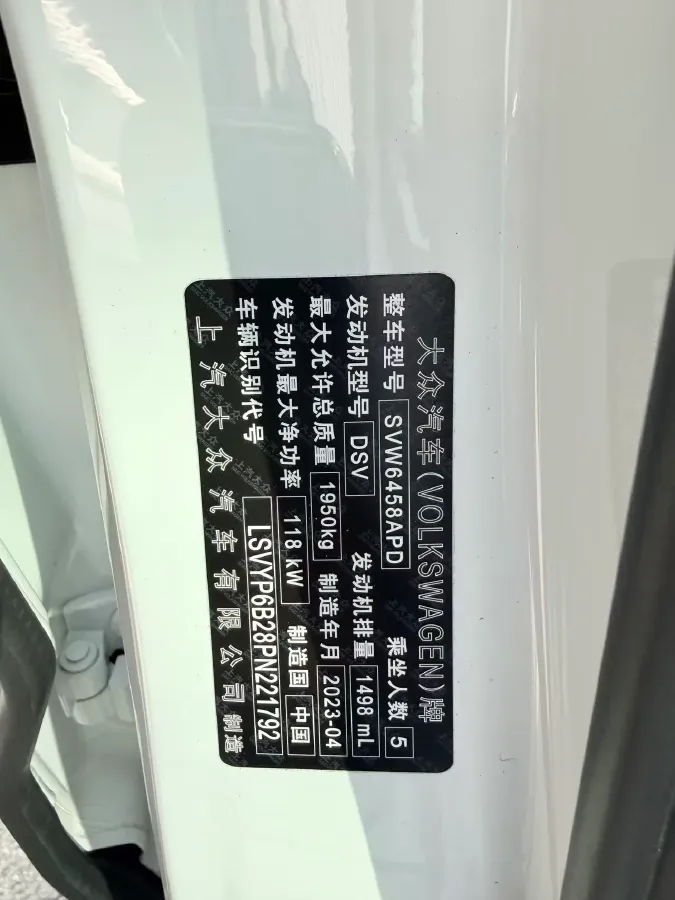 大众汽车(VOLKSWAGEN)牌
整车型号 SVW6458APD 乘坐人数 5
发动机型号 DSV 发动机排量 1498 mL
最大允许总质量 1950kg 制造年月 2023-04
发动机最大净功率 118 kW 制造国 中国
车辆识别代号 LSVYP6B28PN221792
上汽大众汽车有限公司制造